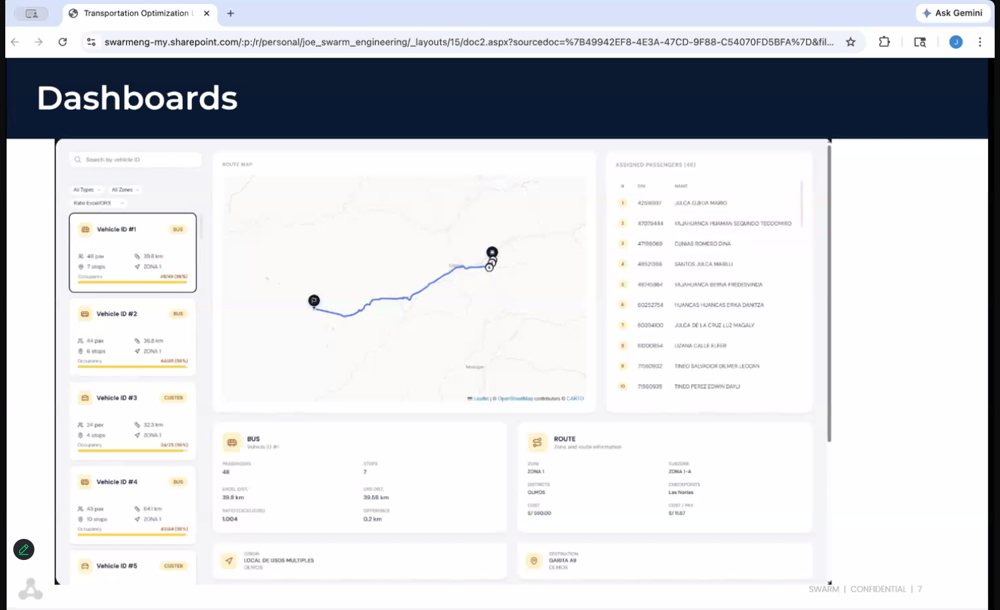 Transportation Optimization
Ask Gemini
swarmeng-my.sharepoint.com/:p:/r/personal/joe_swarm_engineering/_layouts/15/doc2.aspx?sourcedoc=%7B49942EF8-4E3A-47CD-9F88-C54070FD5BFA%7D&fil...
J
Dashboards
Search by vehicle ID
All Types
All Zones
Ratio Excel/ORS
Vehicle ID #1
BUS
48 pax
39.8 km
7 stops
ZONA 1
Occupancy
48/49 (98%)
Vehicle ID #2
BUS
44 pax
36.8 km
6 stops
ZONA 1
Occupancy
44/45 (98%)
Vehicle ID #3
CUSTER
24 pax
32.3 km
4 stops
ZONA 1
Occupancy
24/25 (96%)
Vehicle ID #4
BUS
43 pax
64.1 km
10 stops
ZONA 1
Occupancy
43/44 (98%)
Vehicle ID #5
CUSTER
ROUTE MAP
Leaflet | © OpenStreetMap contributors © CARTO
ASSIGNED PASSENGERS (48)
# DNI NAME
1 42516937 JULCA OJEDA MARIO
2 47079444 YAJAHUANCA HUAMAN SEGUNDO TEODOMIRO
3 47198069 CUNIAS ROMERO DINA
4 48521368 SANTOS JULCA MARILU
5 48745984 YAJAHUANCA BERNA FREDESVINDA
6 60252754 HUANCAS HUANCAS ERIKA DANITZA
7 60394100 JULCA DE LA CRUZ LUZ MAGALY
8 61200854 LIZANA CALLE ELFER
9 71560932 TINEO SALVADOR DILMER LEODAN
10 71560935 TINEO PEREZ EDWIN DAYLI
BUS
Vehicle ID #1
PASSENGERS
48
STOPS
7
EXCEL DIST.
39.8 km
ORS DIST.
39.58 km
RATIO (EXCEL/ORS)
1.004
DIFFERENCE
0.2 km
ROUTE
Zone and route information
ZONE
ZONA 1
SUBZONE
ZONA 1-A
DISTRICTS
OLMOS
CHECKPOINTS
Las Norias
COST
S/ 560.00
COST / PAX
S/ 11.67
ORIGIN
LOCAL DE USOS MULTIPLES
OLMOS
DESTINATION
GARITA A9
OLMOS
SWARM | CONFIDENTIAL | 7